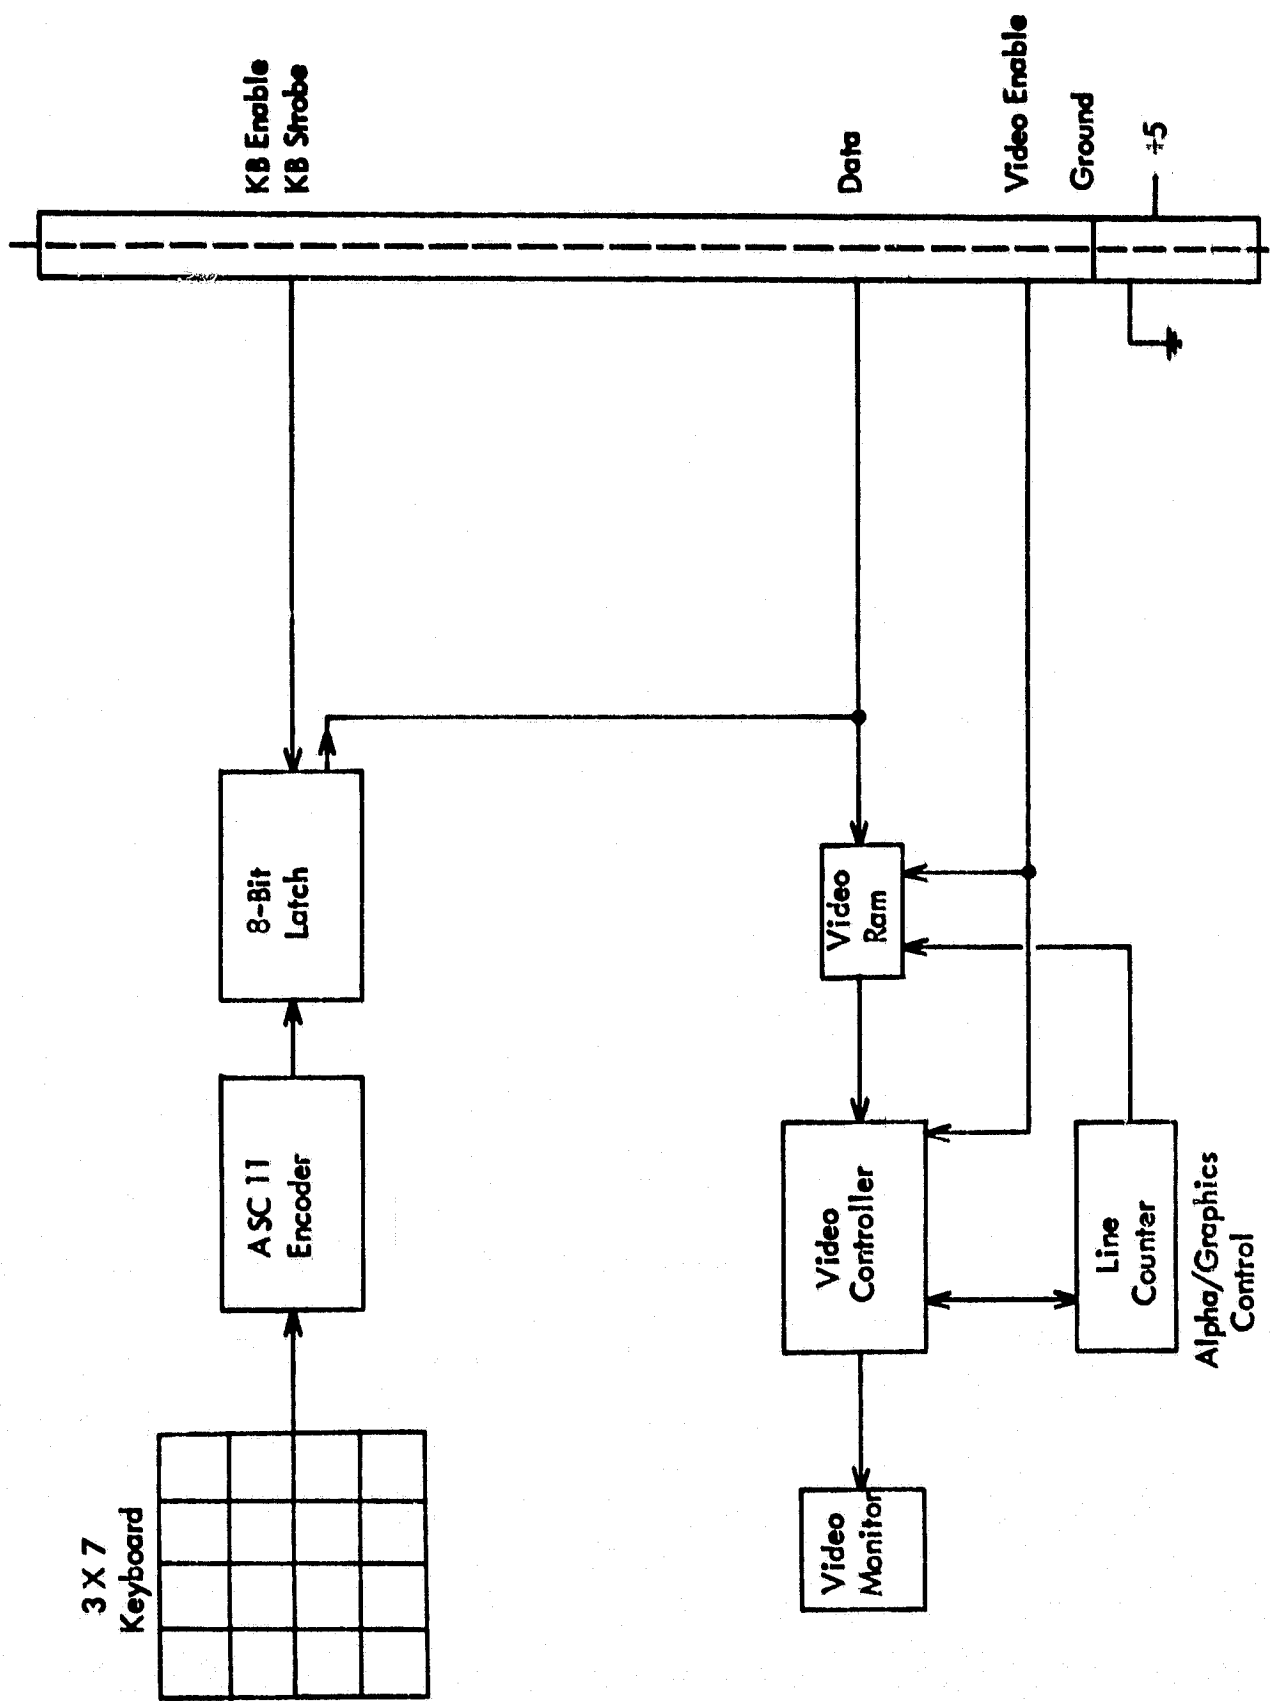 3 X 7
Keyboard
ASC 11
Encoder
8-Bit
Latch
KB Enable
KB Strobe
Video
Monitor
Video
Controller
Video
Ram
Data
Line
Counter
Alpha/Graphics
Control
Video Enable
Ground
+5